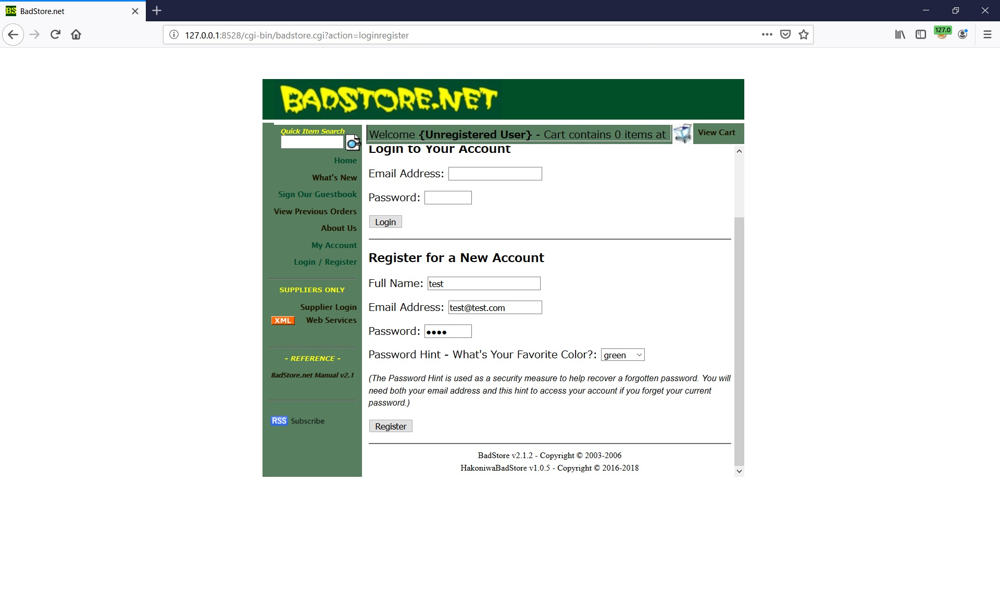 BS BadStore.net
127.0.0.1:8528/cgi-bin/badstore.cgi?action=loginregister
127.0
BADSTORE.NET
Quick Item Search
Welcome {Unregistered User} - Cart contains 0 items at
View Cart
Home
What's New
Sign Our Guestbook
View Previous Orders
About Us
My Account
Login / Register
SUPPLIERS ONLY
Supplier Login
XML Web Services
- REFERENCE -
BadStore.net Manual v2.1
RSS Subscribe
Login to Your Account
Email Address:
Password:
Login
Register for a New Account
Full Name: test
Email Address: test@test.com
Password: ••••
Password Hint - What's Your Favorite Color?: green
(The Password Hint is used as a security measure to help recover a forgotten password. You will
need both your email address and this hint to access your account if you forget your current
password.)
Register
BadStore v2.1.2 - Copyright © 2003-2006
HakoniwaBadStore v1.0.5 - Copyright © 2016-2018